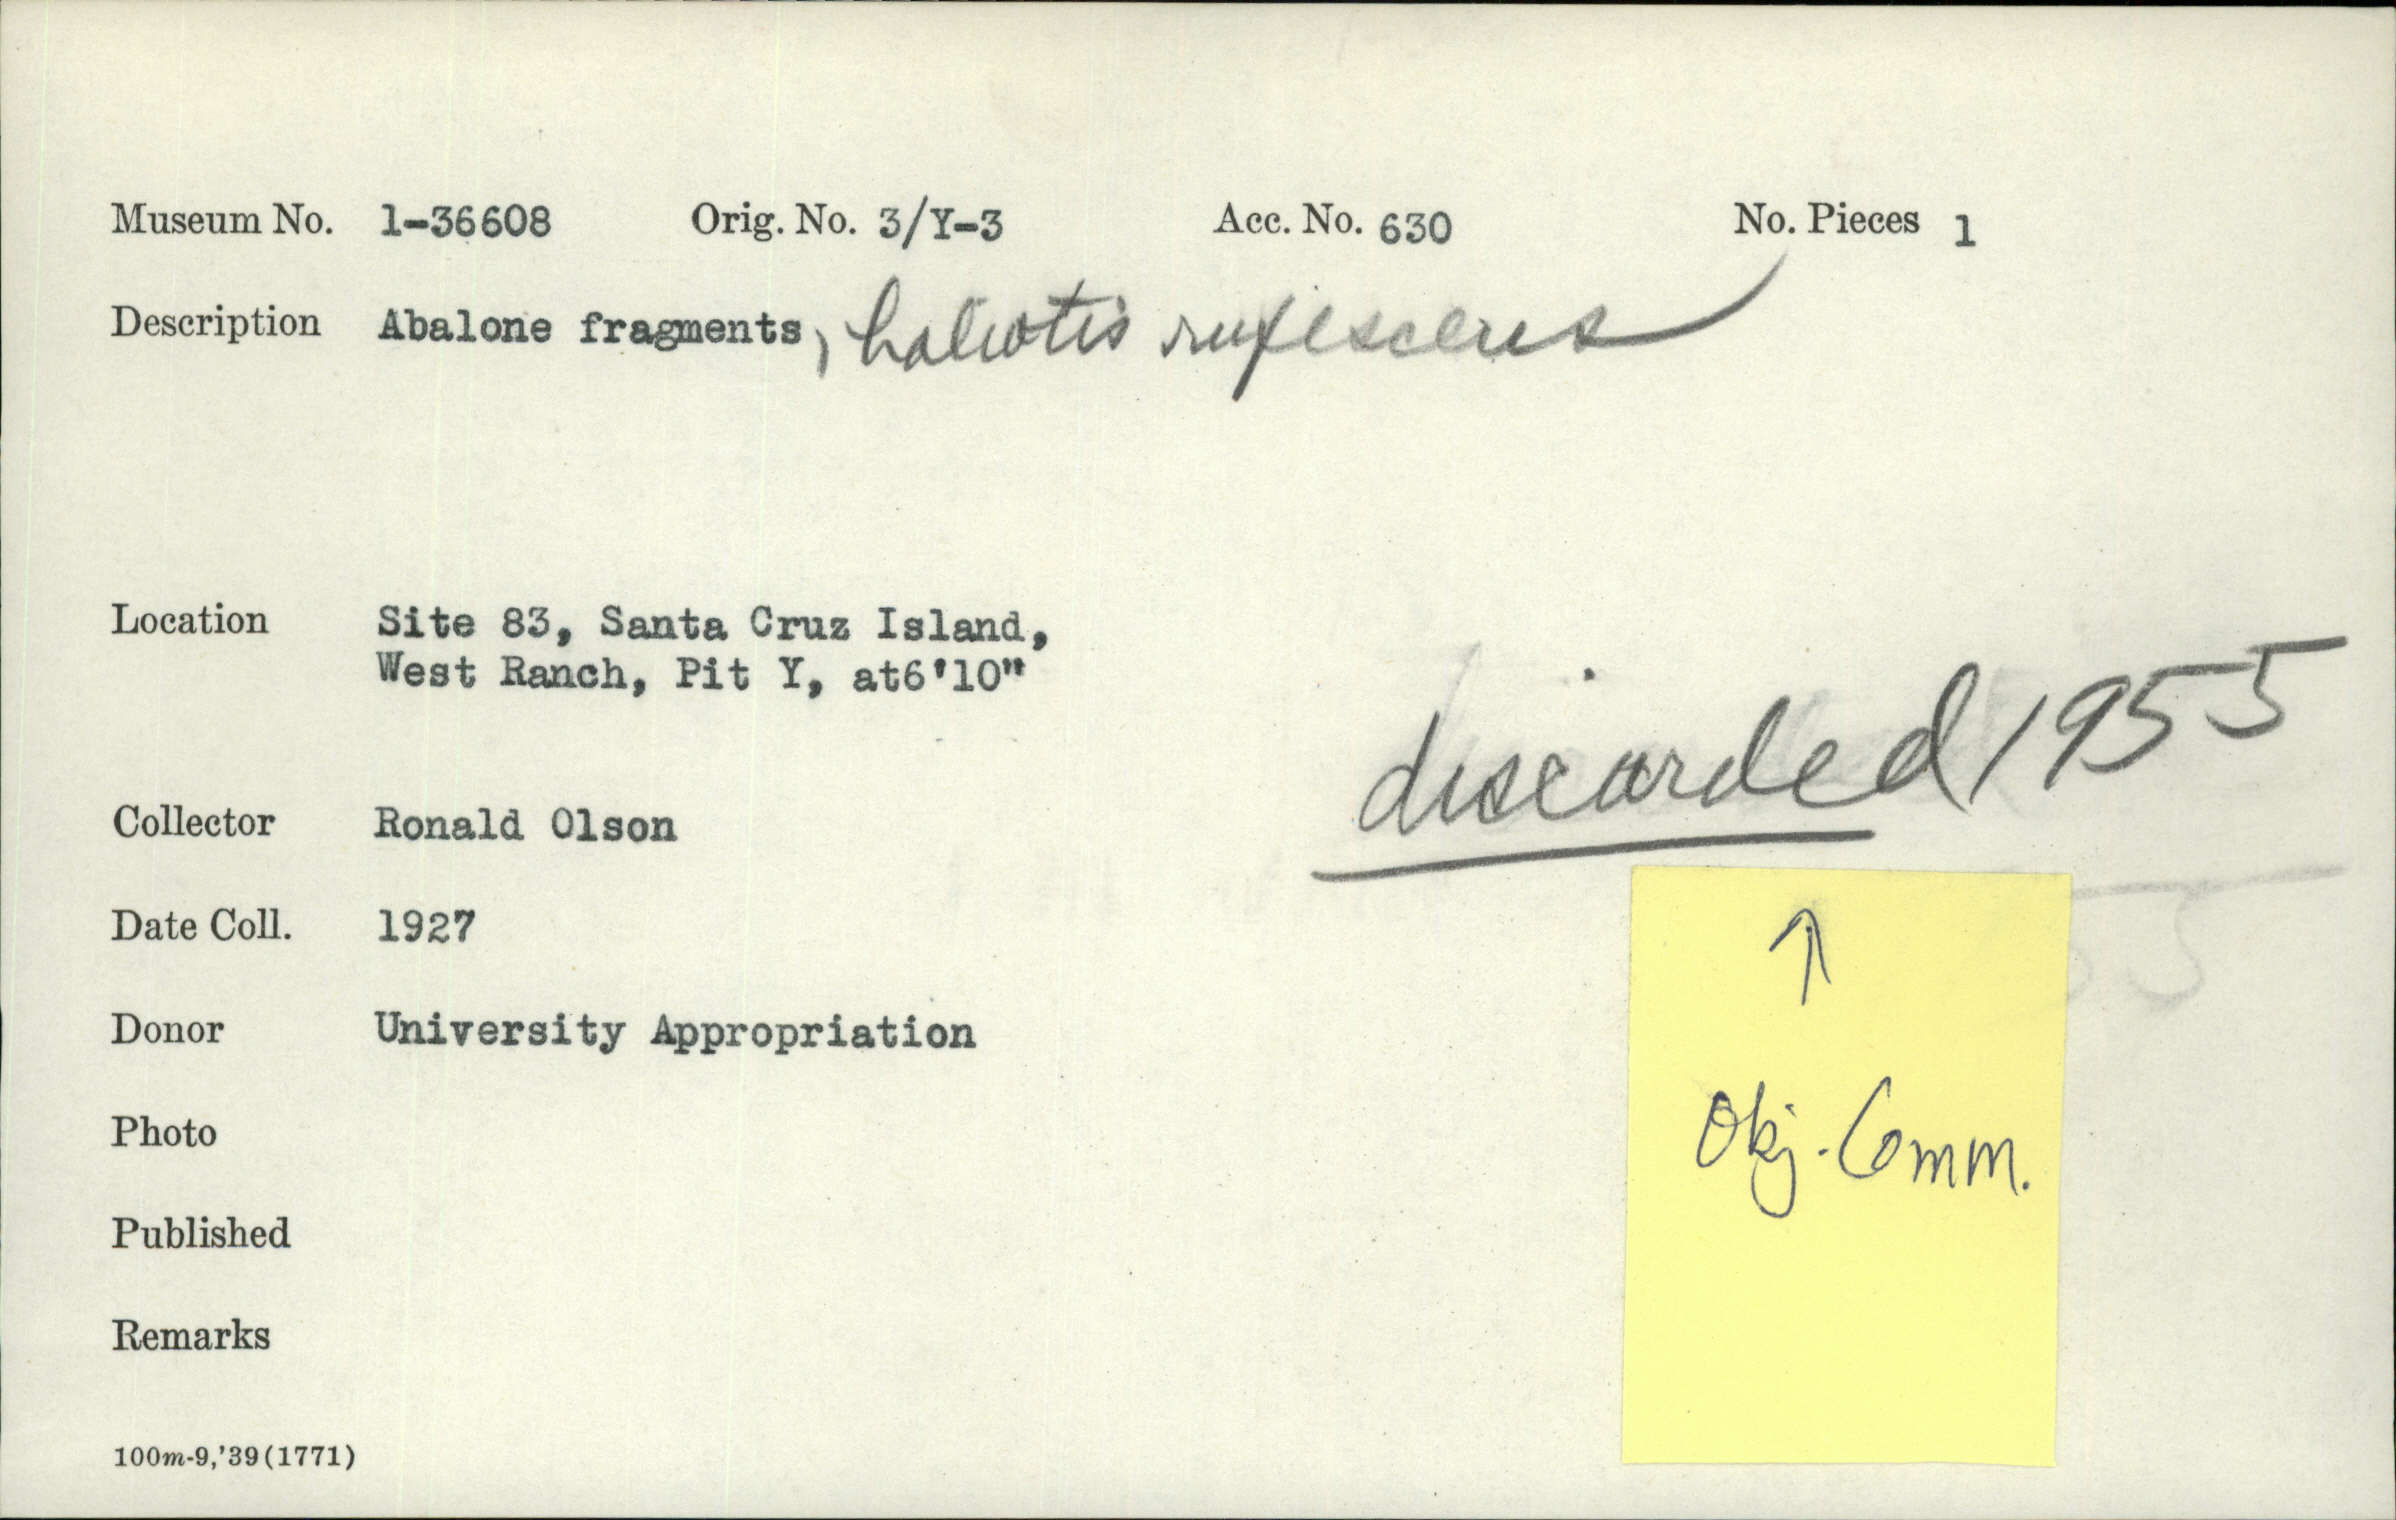 Museum No. 1-36608 Orig. No. 3/Y-3 Acc. No. 630 No. Pieces 1
Description Abalone fragments, haliotis rufescens
Location Site 83, Santa Cruz Island,
West Ranch, Pit Y, at6'10"
discarded 1955
Collector Ronald Olson
Date Coll. 1927
Donor University Appropriation
↑
Obj. Comm.
Photo
Published
Remarks
100m-9,'39(1771)